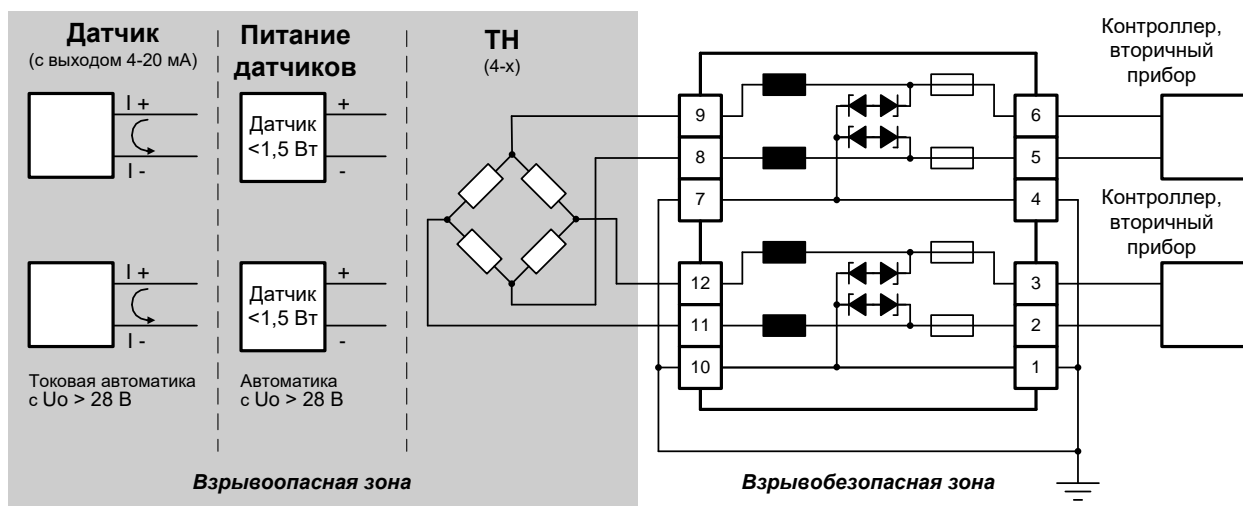 Датчик
(с выходом 4-20 мА)
I +
I -
I +
I -
Токовая автоматика
с Uo > 28 В
Питание
датчиков
Датчик
<1,5 Вт
+
-
Датчик
<1,5 Вт
+
-
Автоматика
с Uo > 28 В
ТН
(4-х)
Взрывоопасная зона
9
8
7
12
11
10
6
5
4
3
2
1
Контроллер,
вторичный
прибор
Контроллер,
вторичный
прибор
Взрывобезопасная зона